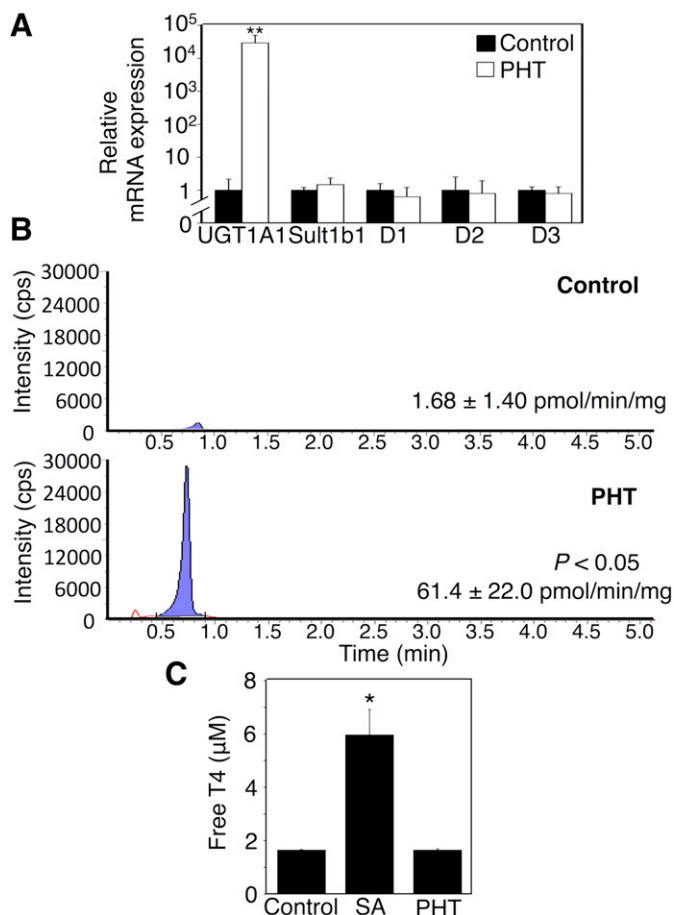 A
Relative
mRNA expression
10⁵
10⁴
10³
10²
10
1
0
**
Control
PHT
UGT1A1 Sult1b1 D1 D2 D3
B
Intensity (cps)
30000
24000
18000
12000
6000
0
Control
1.68 ± 1.40 pmol/min/mg
0.5 1.0 1.5 2.0 2.5 3.0 3.5 4.0 4.5 5.0
Intensity (cps)
30000
24000
18000
12000
6000
0
PHT
P < 0.05
61.4 ± 22.0 pmol/min/mg
0.5 1.0 1.5 2.0 2.5 3.0 3.5 4.0 4.5 5.0
Time (min)
C
Free T4 (µM)
8
6
4
2
0
*
Control SA PHT